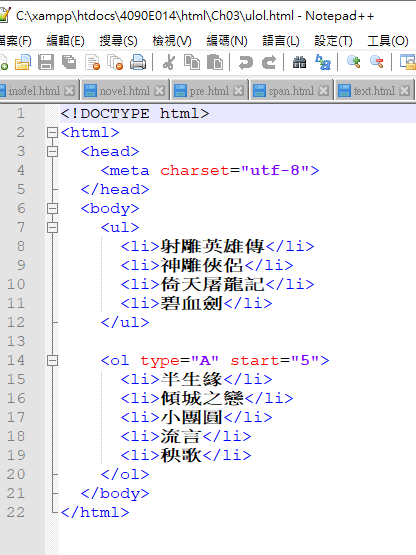 C:\xampp\htdocs\4090E014\html\Ch03\ulol.html - Notepad++
檔案(F) 編輯(E) 搜尋(S) 檢視(V) 編碼(N) 語言(L) 設定(T) 工具(O)
insdel.html novel.html pre.html span.html text.html
1 <!DOCTYPE html>
2 <html>
3 <head>
4 <meta charset="utf-8">
5 </head>
6 <body>
7 <ul>
8 <li>射雕英雄傳</li>
9 <li>神雕俠侶</li>
10 <li>倚天屠龍記</li>
11 <li>碧血劍</li>
12 </ul>
13
14 <ol type="A" start="5">
15 <li>半生緣</li>
16 <li>傾城之戀</li>
17 <li>小團圓</li>
18 <li>流言</li>
19 <li>秧歌</li>
20 </ol>
21 </body>
22 </html>